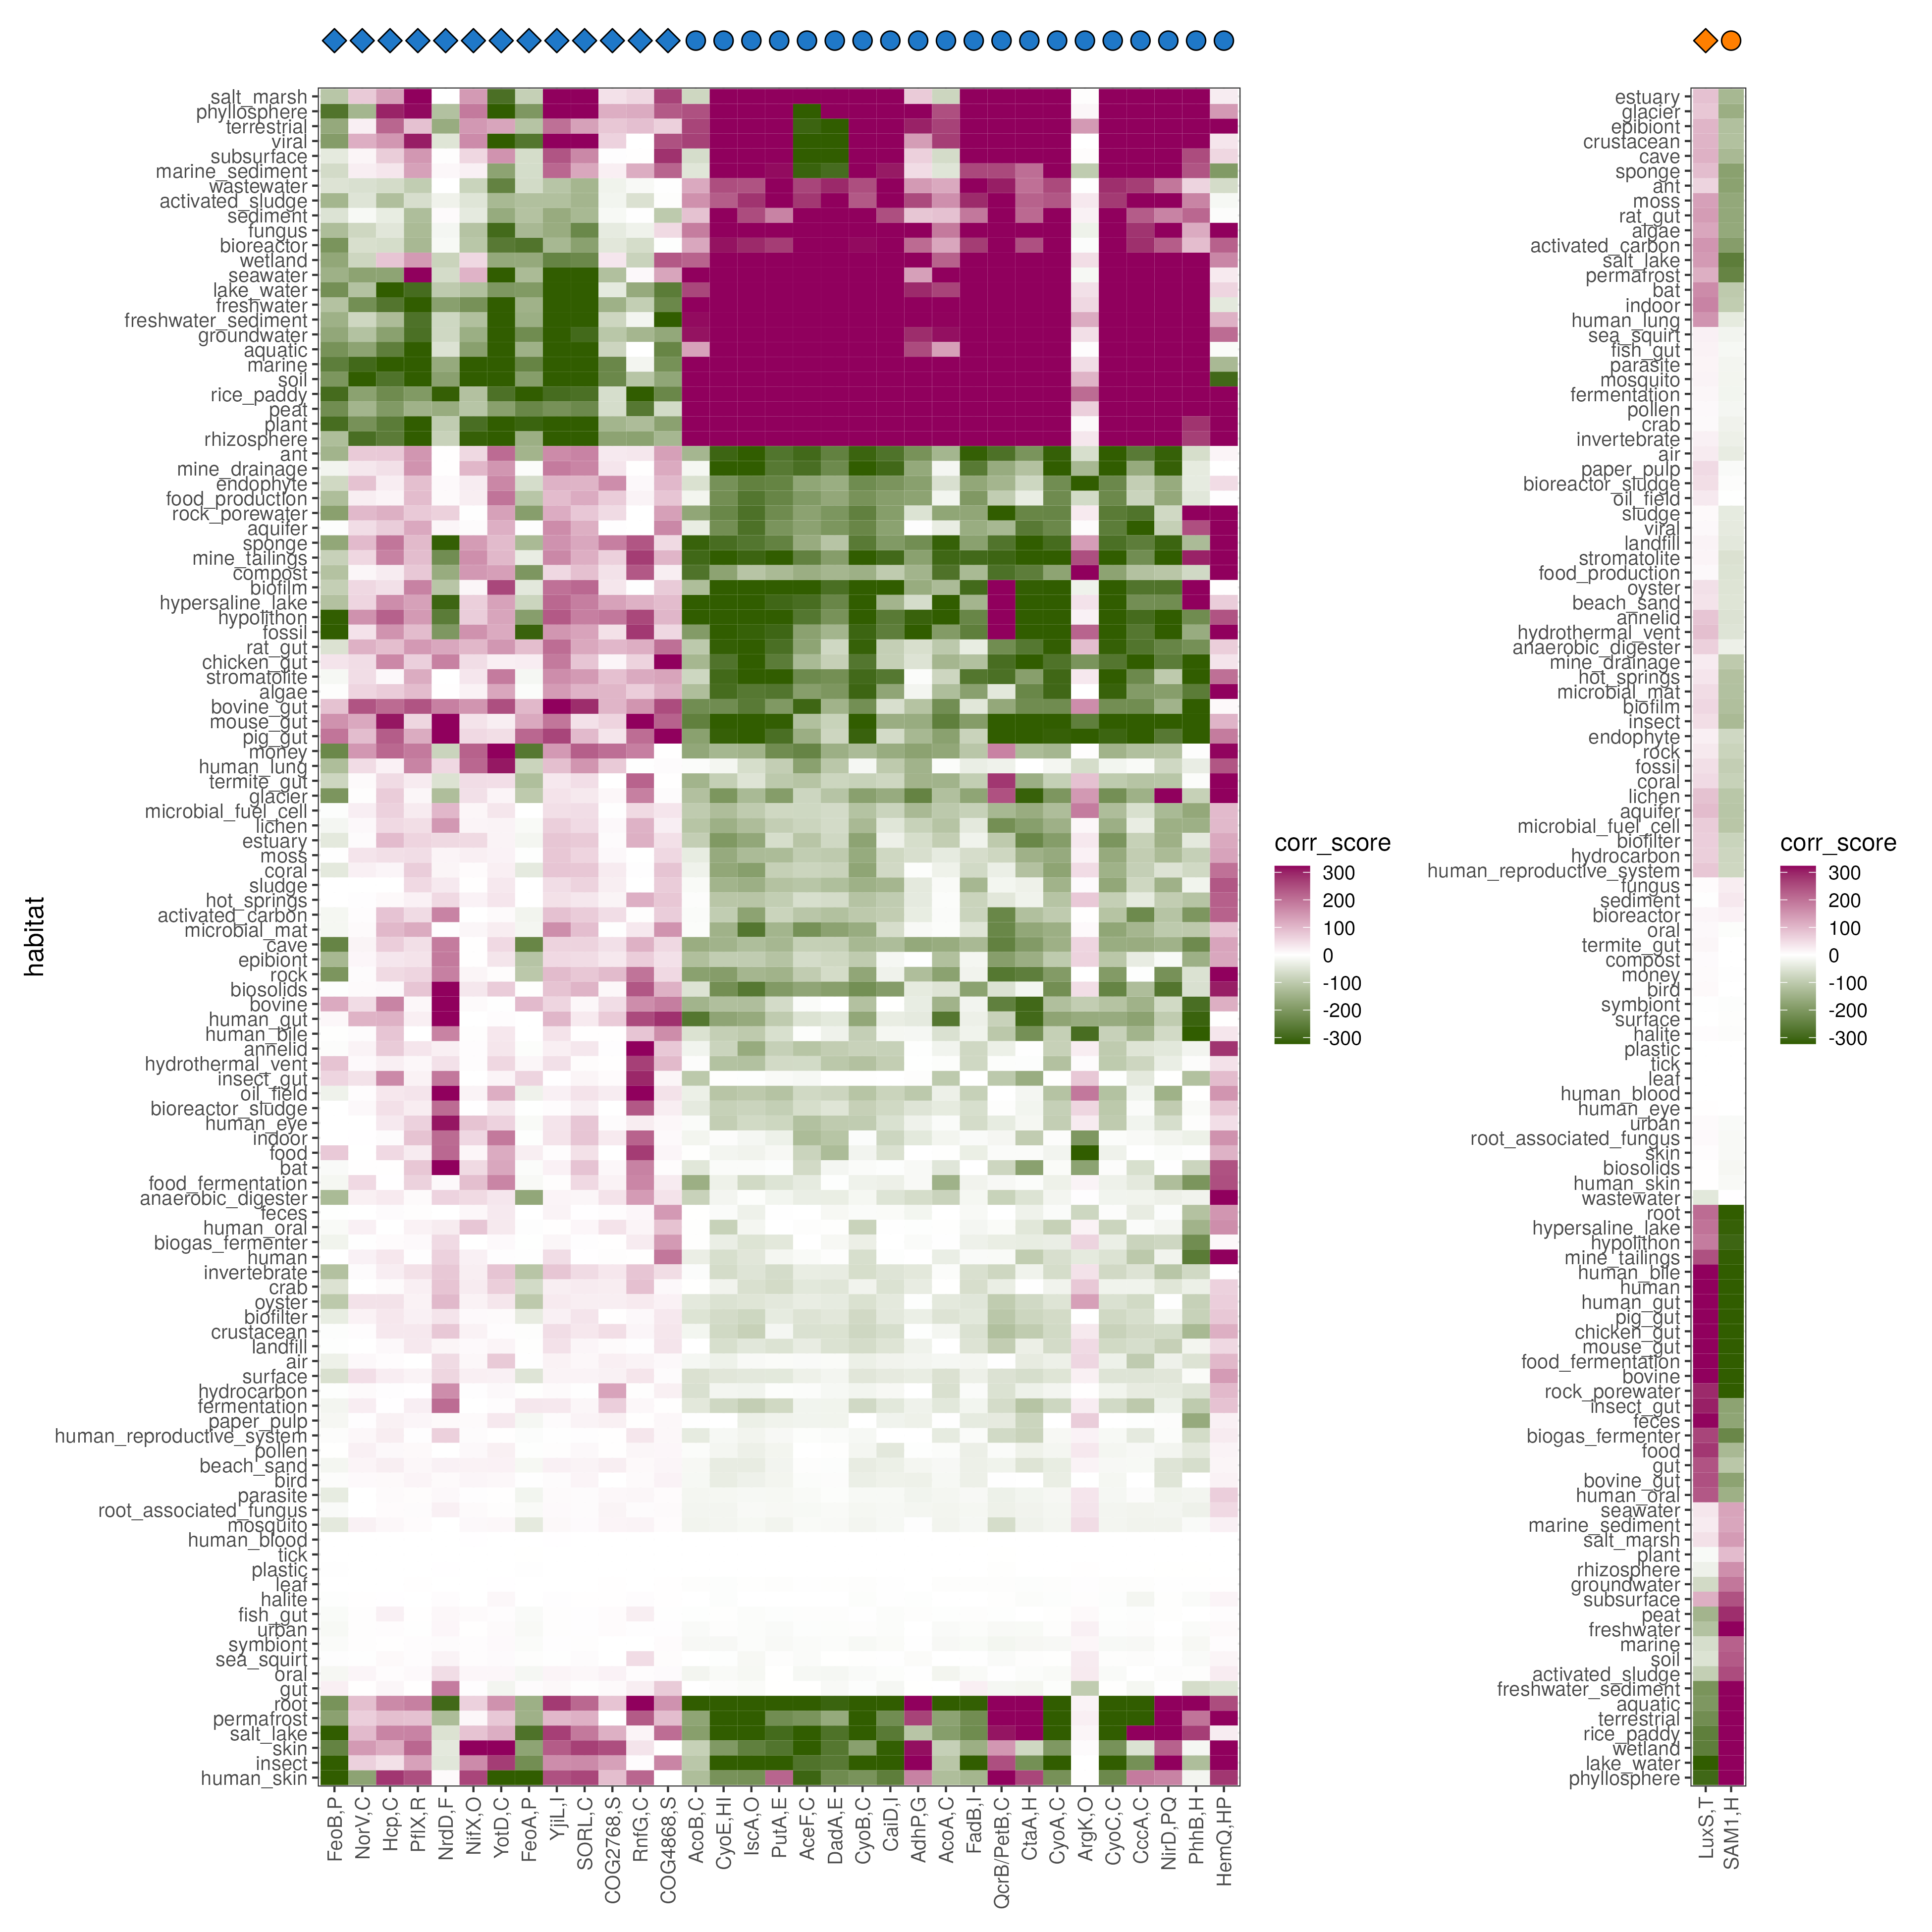 habitat
salt_marsh
phyllosphere
terrestrial
viral
subsurface
marine_sediment
wastewater
activated_sludge
sediment
fungus
bioreactor
wetland
seawater
lake_water
freshwater
freshwater_sediment
groundwater
aquatic
marine
soil
rice_paddy
peat
plant
rhizosphere
ant
mine_drainage
endophyte
food_production
rock_porewater
aquifer
sponge
mine_tailings
compost
biofilm
hypersaline_lake
hypolithon
fossil
rat_gut
chicken_gut
stromatolite
algae
bovine_gut
mouse_gut
pig_gut
money
human_lung
termite_gut
glacier
microbial_fuel_cell
lichen
estuary
moss
coral
sludge
hot_springs
activated_carbon
microbial_mat
cave
epibiont
rock
biosolids
bovine
human_gut
human_bile
annelid
hydrothermal_vent
insect_gut
oil_field
bioreactor_sludge
human_eye
indoor
food
bat
food_fermentation
anaerobic_digester
feces
human_oral
biogas_fermenter
human
invertebrate
crab
oyster
biofilter
crustacean
landfill
air
surface
hydrocarbon
fermentation
paper_pulp
human_reproductive_system
pollen
beach_sand
bird
parasite
root_associated_fungus
mosquito
human_blood
tick
plastic
leaf
halite
fish_gut
urban
symbiont
sea_squirt
oral
gut
root
permafrost
salt_lake
skin
insect
human_skin
FeoB,P
NorV,C
Hcp,C
PflX,R
NrdD,F
NifX,O
YotD,C
FeoA,P
YjjL,I
SORL,C
COG2768,S
RnfG,C
COG4868,S
AcoB,C
CyoE,HI
IscA,O
PutA,E
AceF,C
DadA,E
CyoB,C
CaiD,I
AdhP,G
AcoA,C
FadB,I
QcrB/PetB,C
CtaA,H
CyoA,C
ArgK,O
CyoC,C
CccA,C
NirD,PQ
PhhB,H
HemQ,HP
corr_score
300
200
100
0
-100
-200
-300
estuary
glacier
epibiont
crustacean
cave
sponge
ant
moss
rat_gut
algae
activated_carbon
salt_lake
permafrost
bat
indoor
human_lung
sea_squirt
fish_gut
parasite
mosquito
fermentation
pollen
crab
invertebrate
air
paper_pulp
bioreactor_sludge
oil_field
sludge
viral
landfill
stromatolite
food_production
oyster
beach_sand
annelid
hydrothermal_vent
anaerobic_digester
mine_drainage
hot_springs
microbial_mat
biofilm
insect
endophyte
rock
fossil
coral
lichen
aquifer
microbial_fuel_cell
biofilter
hydrocarbon
human_reproductive_system
fungus
sediment
bioreactor
oral
termite_gut
compost
money
bird
symbiont
surface
halite
plastic
tick
leaf
human_blood
human_eye
urban
root_associated_fungus
skin
biosolids
human_skin
wastewater
root
hypersaline_lake
hypolithon
mine_tailings
human_bile
human
human_gut
pig_gut
chicken_gut
mouse_gut
food_fermentation
bovine
rock_porewater
insect_gut
feces
biogas_fermenter
food
gut
bovine_gut
human_oral
seawater
marine_sediment
salt_marsh
plant
rhizosphere
groundwater
subsurface
peat
freshwater
marine
soil
activated_sludge
freshwater_sediment
aquatic
terrestrial
rice_paddy
wetland
lake_water
phyllosphere
LuxS,T
SAM1,H
corr_score
300
200
100
0
-100
-200
-300